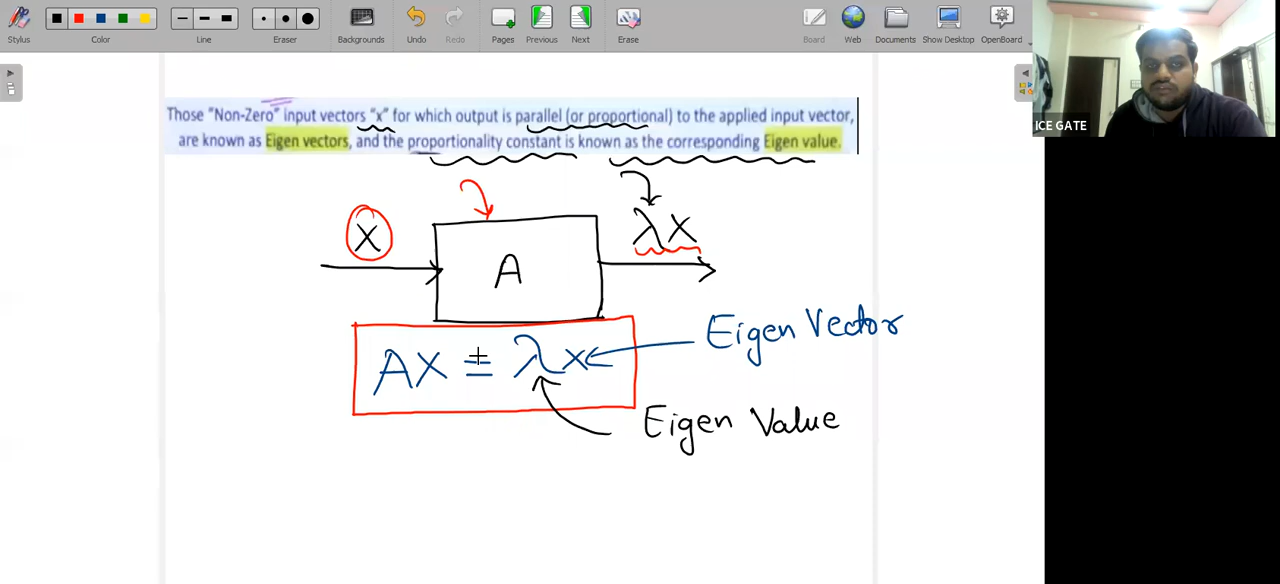 Stylus
Color
Line
Eraser
Backgrounds
Undo
Redo
Pages
Previous
Next
Erase
Board
Web
Documents
Show Desktop
OpenBoard
ICE GATE
Those "Non-Zero" input vectors "x" for which output is parallel (or proportional) to the applied input vector,
are known as Eigen vectors, and the proportionality constant is known as the corresponding Eigen value.
X
A
λX
AX = λX
Eigen Vector
Eigen Value